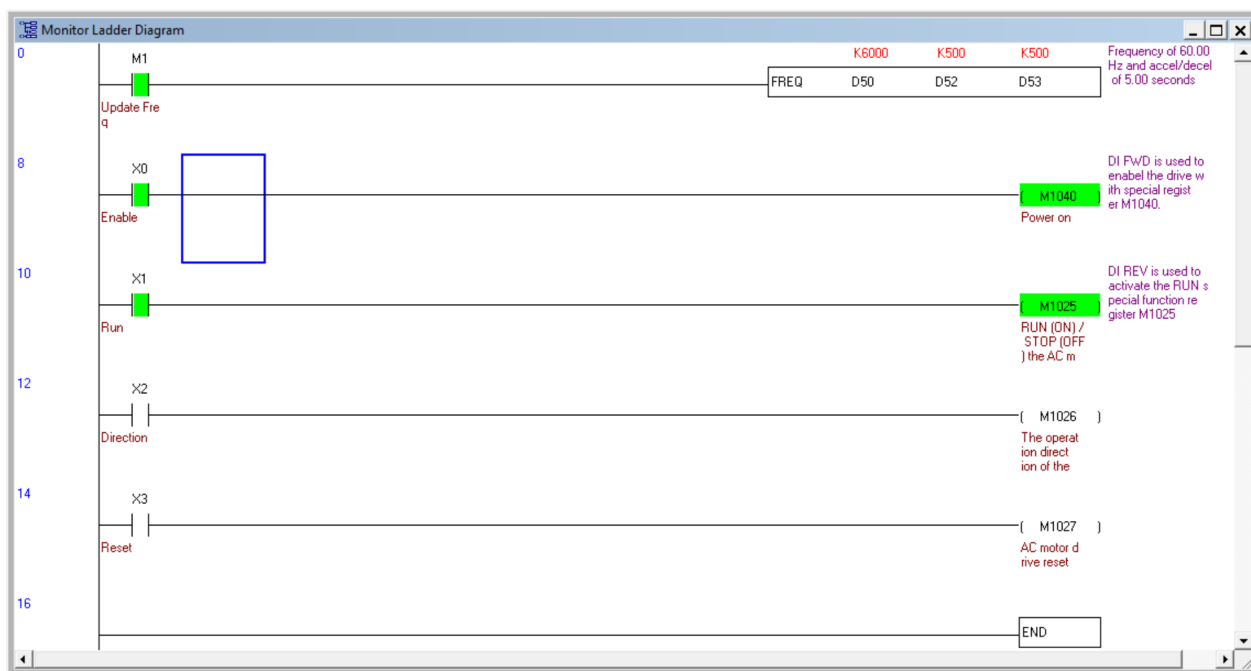 Monitor Ladder Diagram
0
M1
K6000 K500 K500
FREQ D50 D52 D53
Update Fre
q
Frequency of 60.00
Hz and accel/decel
of 5.00 seconds
8
X0
Enable
( M1040 )
Power on
DI FWD is used to
enabel the drive w
ith special regist
er M1040.
10
X1
Run
( M1025 )
RUN (ON) /
STOP (OFF
) the AC m
DI REV is used to
activate the RUN s
pecial function re
gister M1025
12
X2
Direction
( M1026 )
The operat
ion direct
ion of the
14
X3
Reset
( M1027 )
AC motor d
rive reset
16
END